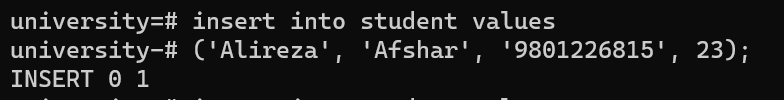 university=# insert into student values
university-# ('Alireza', 'Afshar', '9801226815', 23);
INSERT 0 1